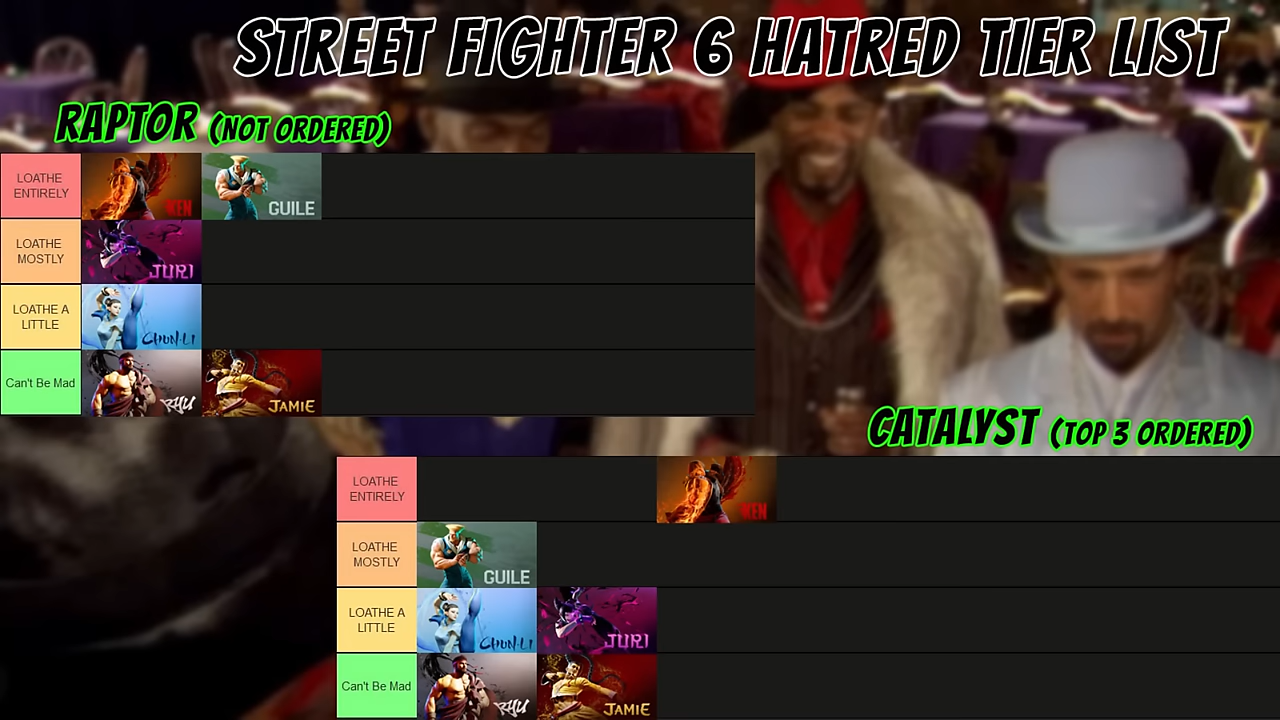 STREET FIGHTER 6 HATRED TIER LIST
RAPTOR (NOT ORDERED)
LOATHE
ENTIRELY
KEN
GUILE
LOATHE
MOSTLY
JURI
LOATHE A
LITTLE
CHUN-LI
Can't Be Mad
RYU
JAMIE
CATALYST (TOP 3 ORDERED)
LOATHE
ENTIRELY
KEN
LOATHE
MOSTLY
GUILE
LOATHE A
LITTLE
CHUN-LI
JURI
Can't Be Mad
RYU
JAMIE